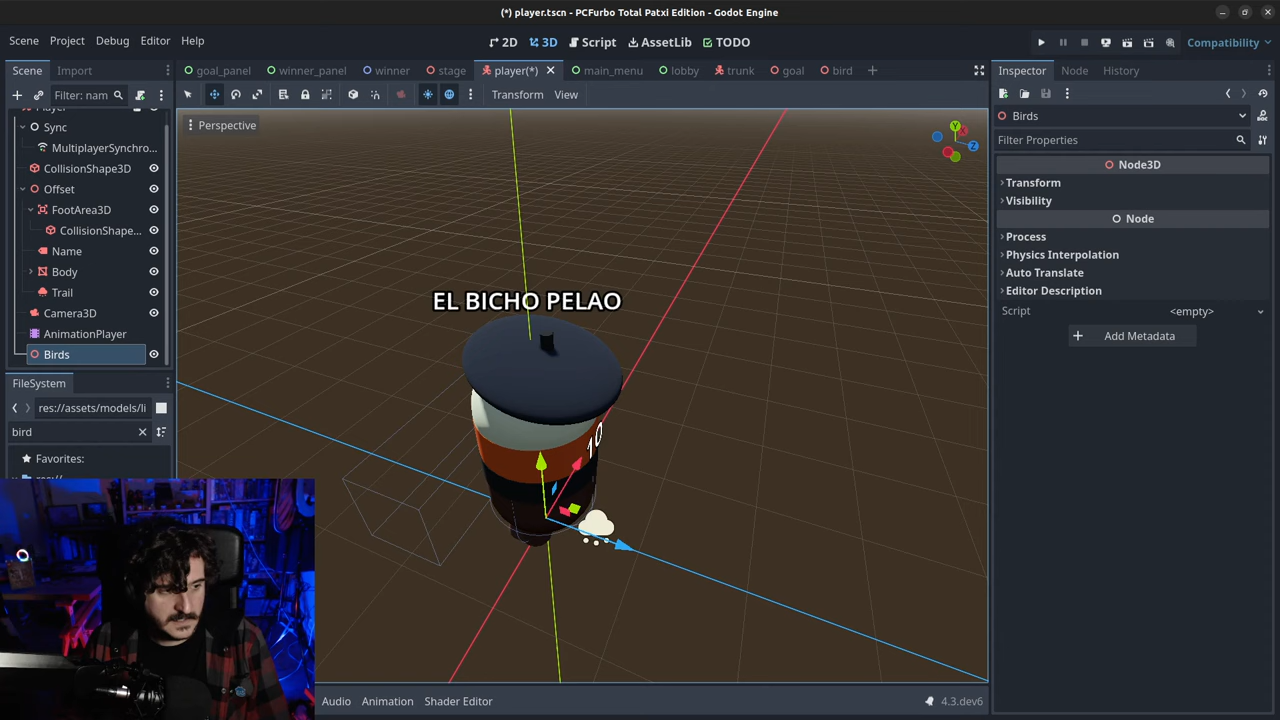 (*) player.tscn - PCFurbo Total Patxi Edition - Godot Engine
Scene Project Debug Editor Help
2D 3D Script AssetLib TODO
Compatibility
Scene Import
goal_panel winner_panel winner stage player(*) main_menu lobby trunk goal bird
Inspector Node History
Filter: nam
Transform View
Player
Sync
MultiplayerSynchro...
CollisionShape3D
Offset
FootArea3D
CollisionShape...
Name
Body
Trail
Camera3D
AnimationPlayer
Birds
FileSystem
res://assets/models/li
bird
Favorites:
Perspective
Y
Z
EL BICHO PELAO
10
Birds
Filter Properties
Node3D
Transform
Visibility
Node
Process
Physics Interpolation
Auto Translate
Editor Description
Script <empty>
Add Metadata
Audio Animation Shader Editor
4.3.dev6